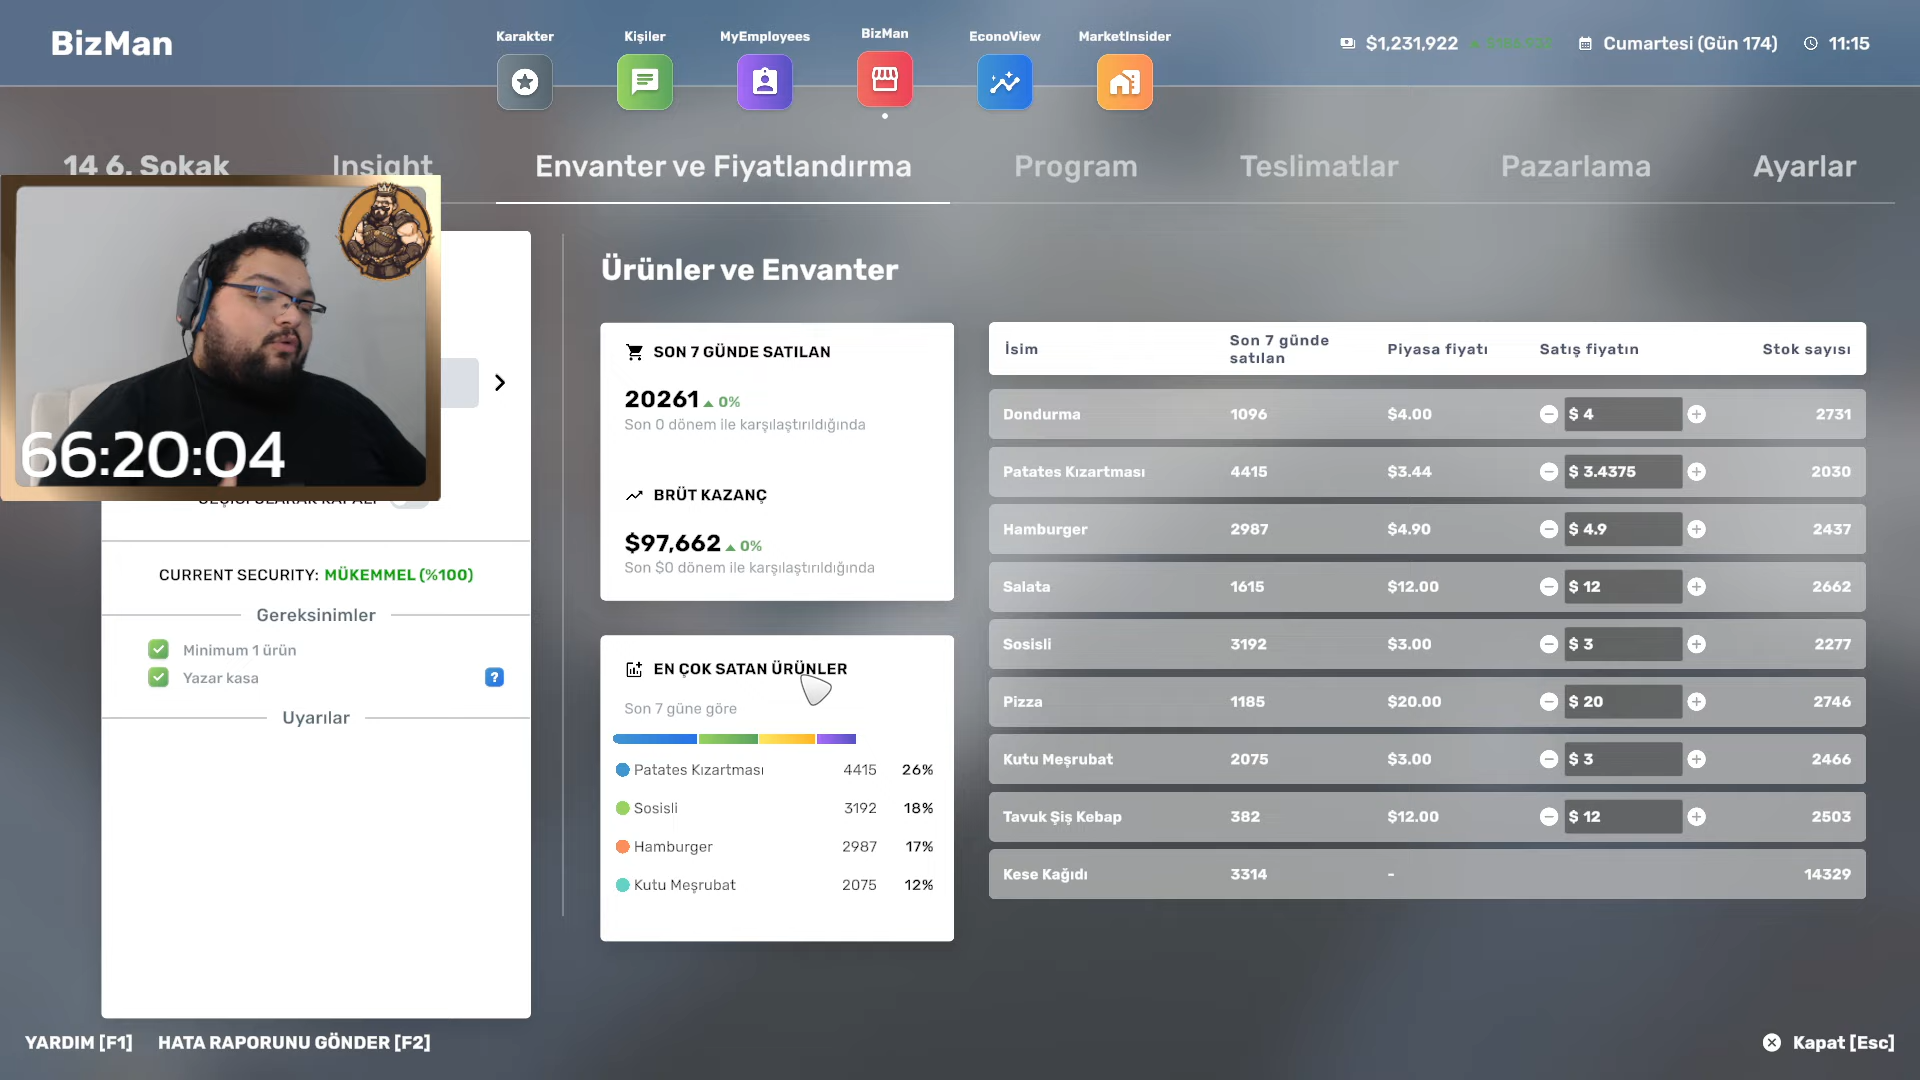 BizMan
Karakter
Kişiler
MyEmployees
BizMan
EconoView
MarketInsider
$1,231,922
Cumartesi (Gün 174)
11:15
14 6. Sokak
Insight
Envanter ve Fiyatlandırma
Program
Teslimatlar
Pazarlama
Ayarlar
66:20:04
CURRENT SECURITY: MÜKEMMEL (%100)
Gereksinimler
Minimum 1 ürün
Yazar kasa
?
Uyarılar
Ürünler ve Envanter
SON 7 GÜNDE SATILAN
20261 0%
Son 0 dönem ile karşılaştırıldığında
BRÜT KAZANÇ
$97,662 0%
Son $0 dönem ile karşılaştırıldığında
EN ÇOK SATAN ÜRÜNLER
Son 7 güne göre
Patates Kızartması 4415 26%
Sosisli 3192 18%
Hamburger 2987 17%
Kutu Meşrubat 2075 12%
İsim Son 7 günde satılan Piyasa fiyatı Satış fiyatın Stok sayısı
Dondurma 1096 $4.00 $ 4 2731
Patates Kızartması 4415 $3.44 $ 3.4375 2030
Hamburger 2987 $4.90 $ 4.9 2437
Salata 1615 $12.00 $ 12 2662
Sosisli 3192 $3.00 $ 3 2277
Pizza 1185 $20.00 $ 20 2746
Kutu Meşrubat 2075 $3.00 $ 3 2466
Tavuk Şiş Kebap 382 $12.00 $ 12 2503
Kese Kağıdı 3314 - 14329
YARDIM [F1]
HATA RAPORUNU GÖNDER [F2]
Kapat [Esc]